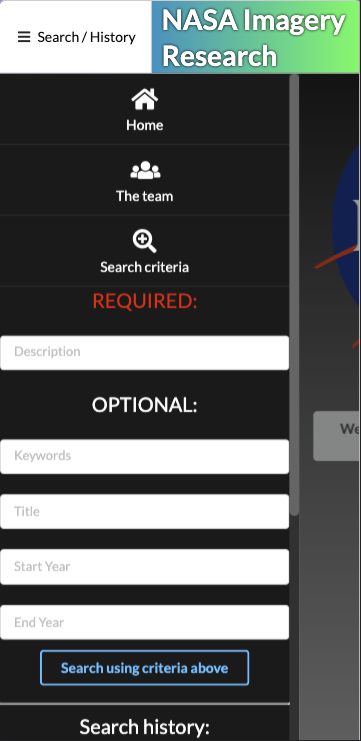 Search / History
NASA Imagery
Research
Home
The team
Search criteria
REQUIRED:
Description
OPTIONAL:
Keywords
Title
Start Year
End Year
Search using criteria above
Search history:
We